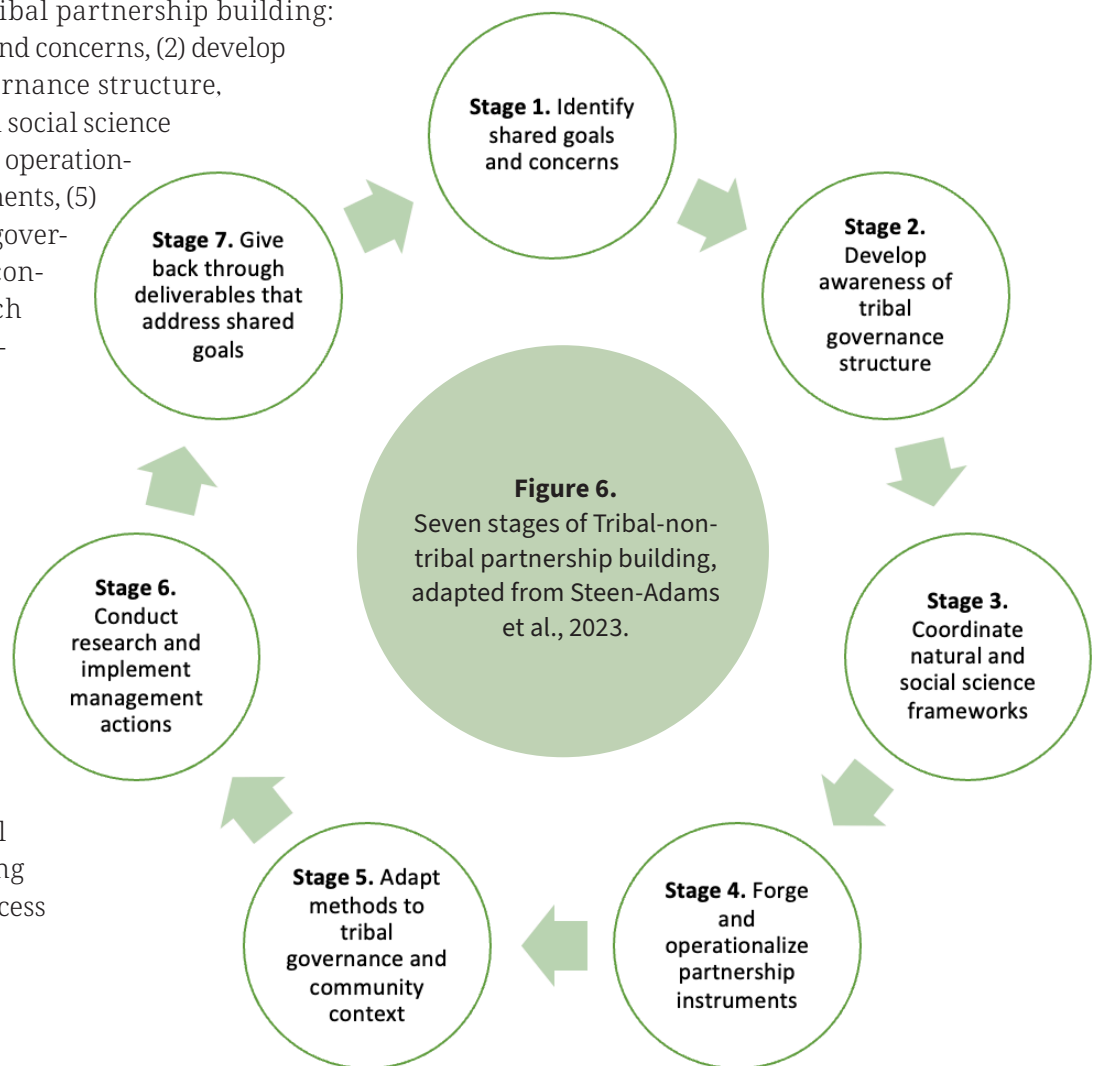 ribal partnership building:
nd concerns, (2) develop
ernance structure,
social science
operation-
nents, (5)
gover-
con-
ch
-
l
ng
cess
Stage 1. Identify
shared goals
and concerns
Stage 2.
Develop
awareness of
tribal
governance
structure
Stage 3.
Coordinate
natural and
social science
frameworks
Stage 4. Forge
and
operationalize
partnership
instruments
Stage 5. Adapt
methods to
tribal
governance and
community
context
Stage 6.
Conduct
research and
implement
management
actions
Stage 7. Give
back through
deliverables that
address shared
goals
Figure 6.
Seven stages of Tribal-non-
tribal partnership building,
adapted from Steen-Adams
et al., 2023.